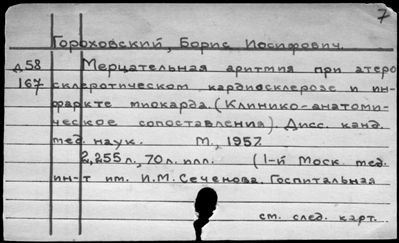 7
Гороховский, Борис Иосифович.
д58 Мерцательная аритмия при атеро
167 склеротическом кардиосклерозе и ин-
фаркте миокарда. (Клинико-анатоми-
ческое сопоставления). Дисс. канд.
мед. наук. М., 1957.
2, 255 л., 70 л. илл. (1-й Моск. мед.
ин-т им. И.М. Сеченова. Госпитальная
см. след. карт.